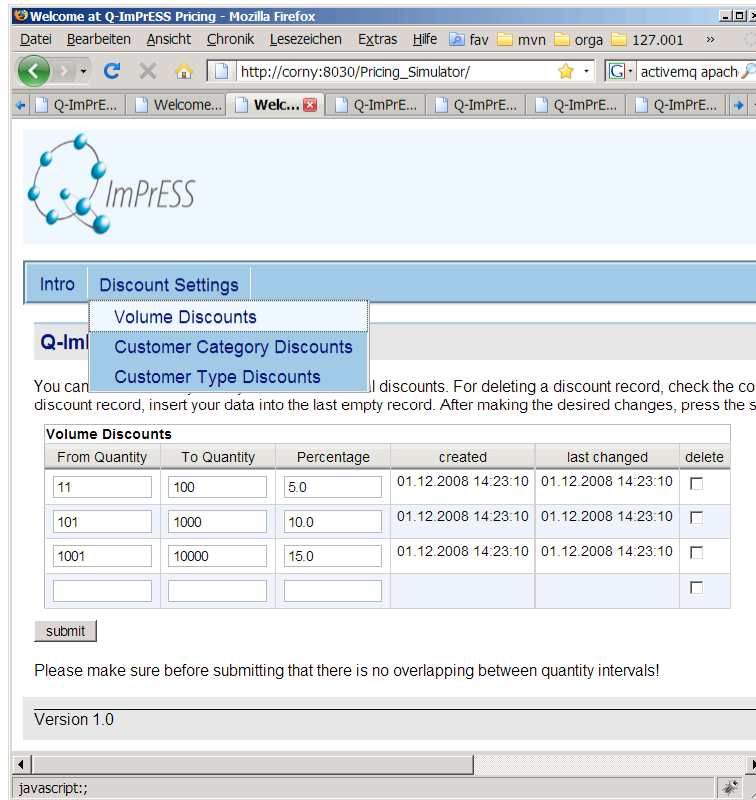 Welcome at Q-ImPrESS Pricing - Mozilla Firefox
Datei Bearbeiten Ansicht Chronik Lesezeichen Extras Hilfe fav mvn orga 127.001 »
http://corny:8030/Pricing_Simulator/ G activemq apach
Q-ImPrE... Welcome... Welc... Q-ImPrE... Q-ImPrE... Q-ImPrE... Q-ImPrE...
ImPrESS
Intro Discount Settings
Volume Discounts
Customer Category Discounts
Customer Type Discounts
Q-Im
You can l discounts. For deleting a discount record, check the co
discount record, insert your data into the last empty record. After making the desired changes, press the s
Volume Discounts
From Quantity To Quantity Percentage created last changed delete
11 100 5.0 01.12.2008 14:23:10 01.12.2008 14:23:10
101 1000 10.0 01.12.2008 14:23:10 01.12.2008 14:23:10
1001 10000 15.0 01.12.2008 14:23:10 01.12.2008 14:23:10
submit
Please make sure before submitting that there is no overlapping between quantity intervals!
Version 1.0
javascript:;